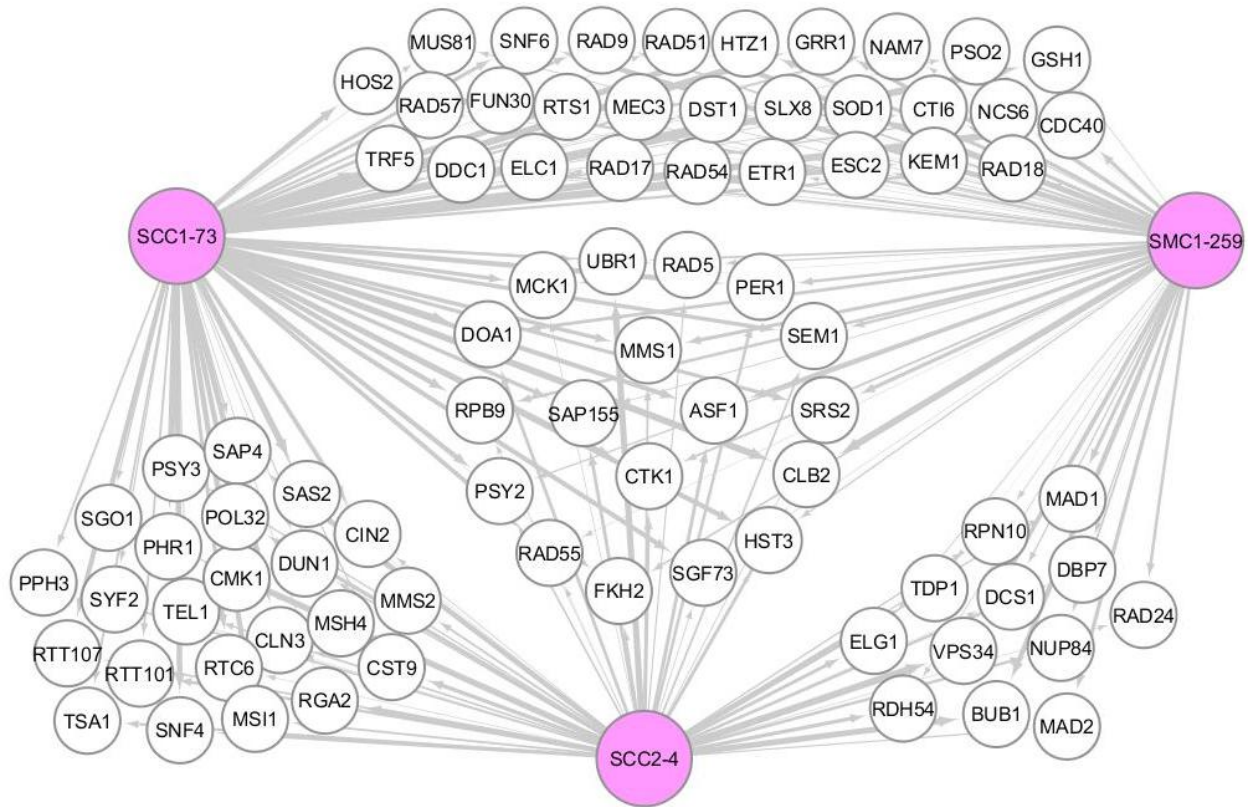 MUS81
SNF6
RAD9
RAD51
HTZ1
GRR1
NAM7
PSO2
GSH1
HOS2
RAD57
FUN30
RTS1
MEC3
DST1
SLX8
SOD1
CTI6
NCS6
CDC40
TRF5
DDC1
ELC1
RAD17
RAD54
ETR1
ESC2
KEM1
RAD18
SCC1-73
SMC1-259
MCK1
UBR1
RAD5
PER1
DOA1
MMS1
SEM1
RPB9
SAP155
ASF1
SRS2
PSY2
CTK1
CLB2
RAD55
FKH2
SGF73
HST3
PSY3
SAP4
SAS2
SGO1
POL32
CIN2
PHR1
DUN1
PPH3
SYF2
CMK1
MMS2
TEL1
MSH4
RTT107
CLN3
RTT101
RTC6
CST9
TSA1
SNF4
MSI1
RGA2
MAD1
RPN10
DBP7
TDP1
DCS1
RAD24
ELG1
VPS34
NUP84
RDH54
BUB1
MAD2
SCC2-4